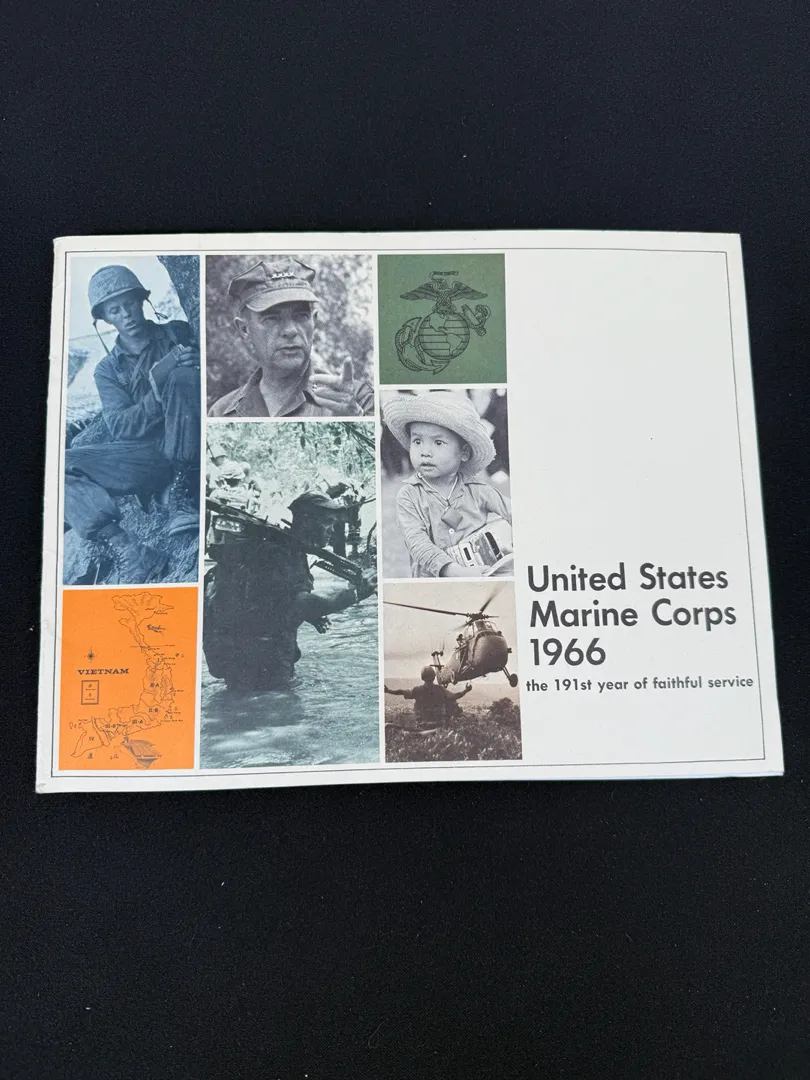 VIETNAM
United States
Marine Corps
1966
the 191st year of faithful service